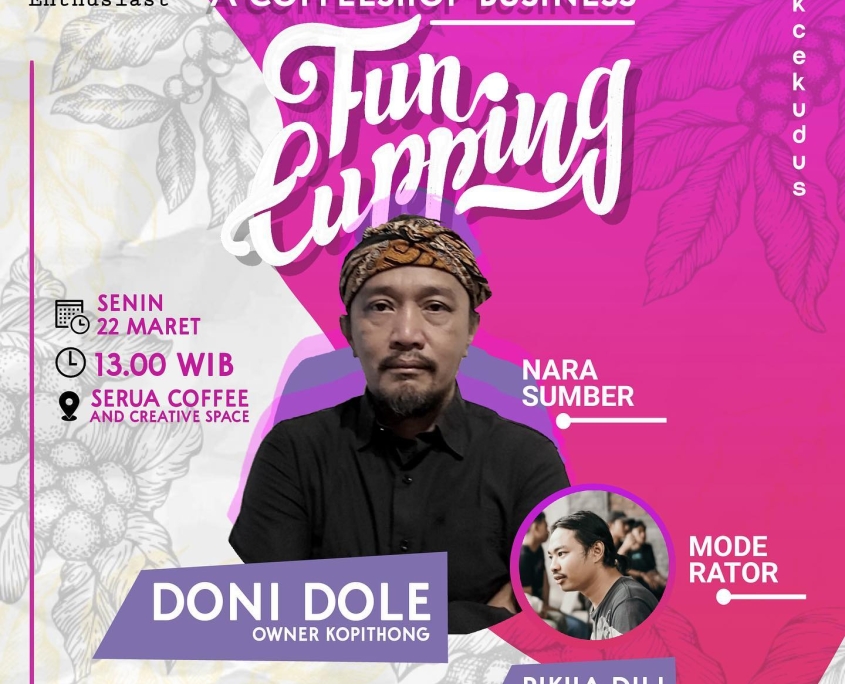 Enthusiast
A COFFEESHOP BUSINESS
Fun
Cupping
kcekudus
SENIN
22 MARET
13.00 WIB
SERUA COFFEE
AND CREATIVE SPACE
NARA
SUMBER
MODE
RATOR
DONI DOLE
OWNER KOPITHONG